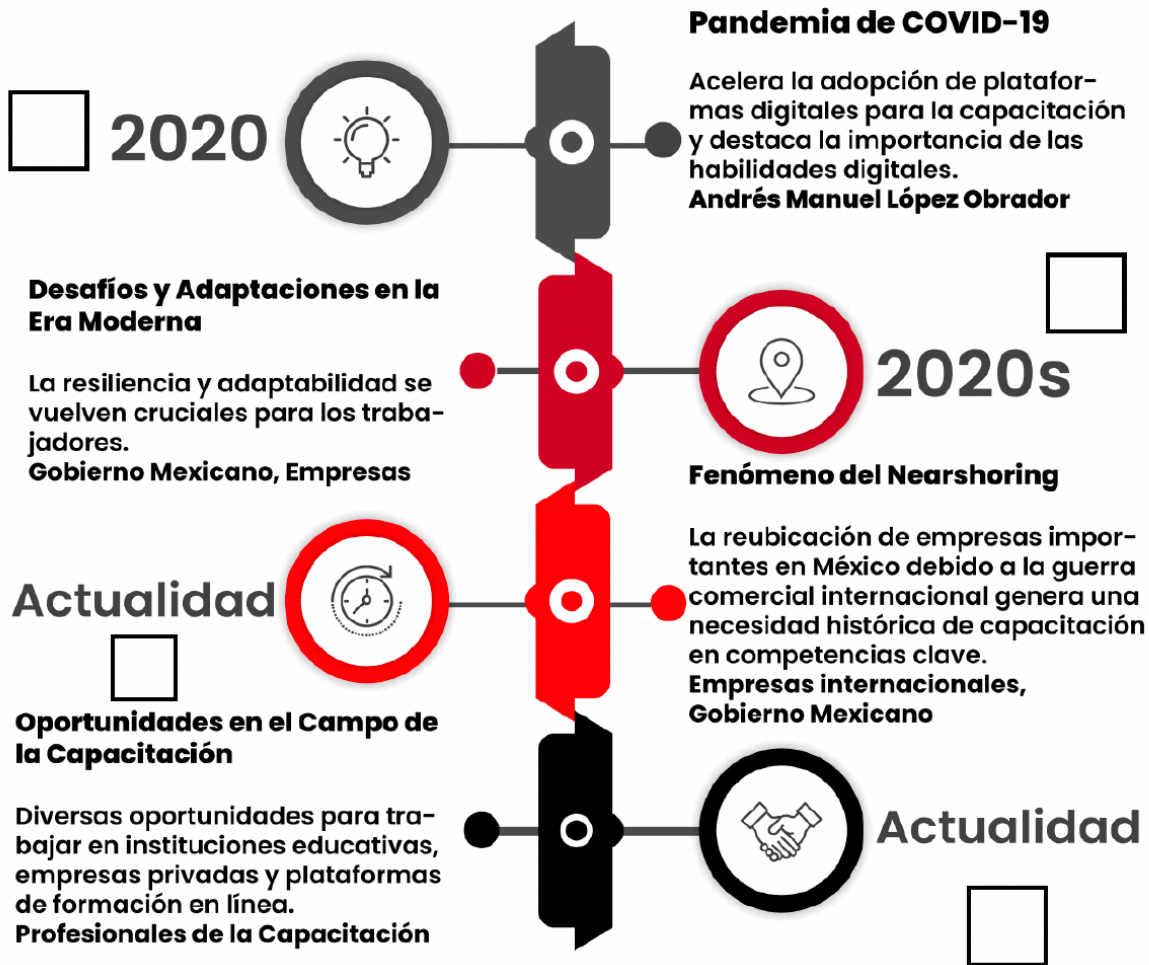 2020
Pandemia de COVID-19
Acelera la adopción de platafor-
mas digitales para la capacitación
y destaca la importancia de las
habilidades digitales.
Andrés Manuel López Obrador
2020s
Desafíos y Adaptaciones en la
Era Moderna
La resiliencia y adaptabilidad se
vuelven cruciales para los traba-
jadores.
Gobierno Mexicano, Empresas
Actualidad
Fenómeno del Nearshoring
La reubicación de empresas impor-
tantes en México debido a la guerra
comercial internacional genera una
necesidad histórica de capacitación
en competencias clave.
Empresas internacionales,
Gobierno Mexicano
Actualidad
Oportunidades en el Campo de
la Capacitación
Diversas oportunidades para tra-
bajar en instituciones educativas,
empresas privadas y plataformas
de formación en línea.
Profesionales de la Capacitación